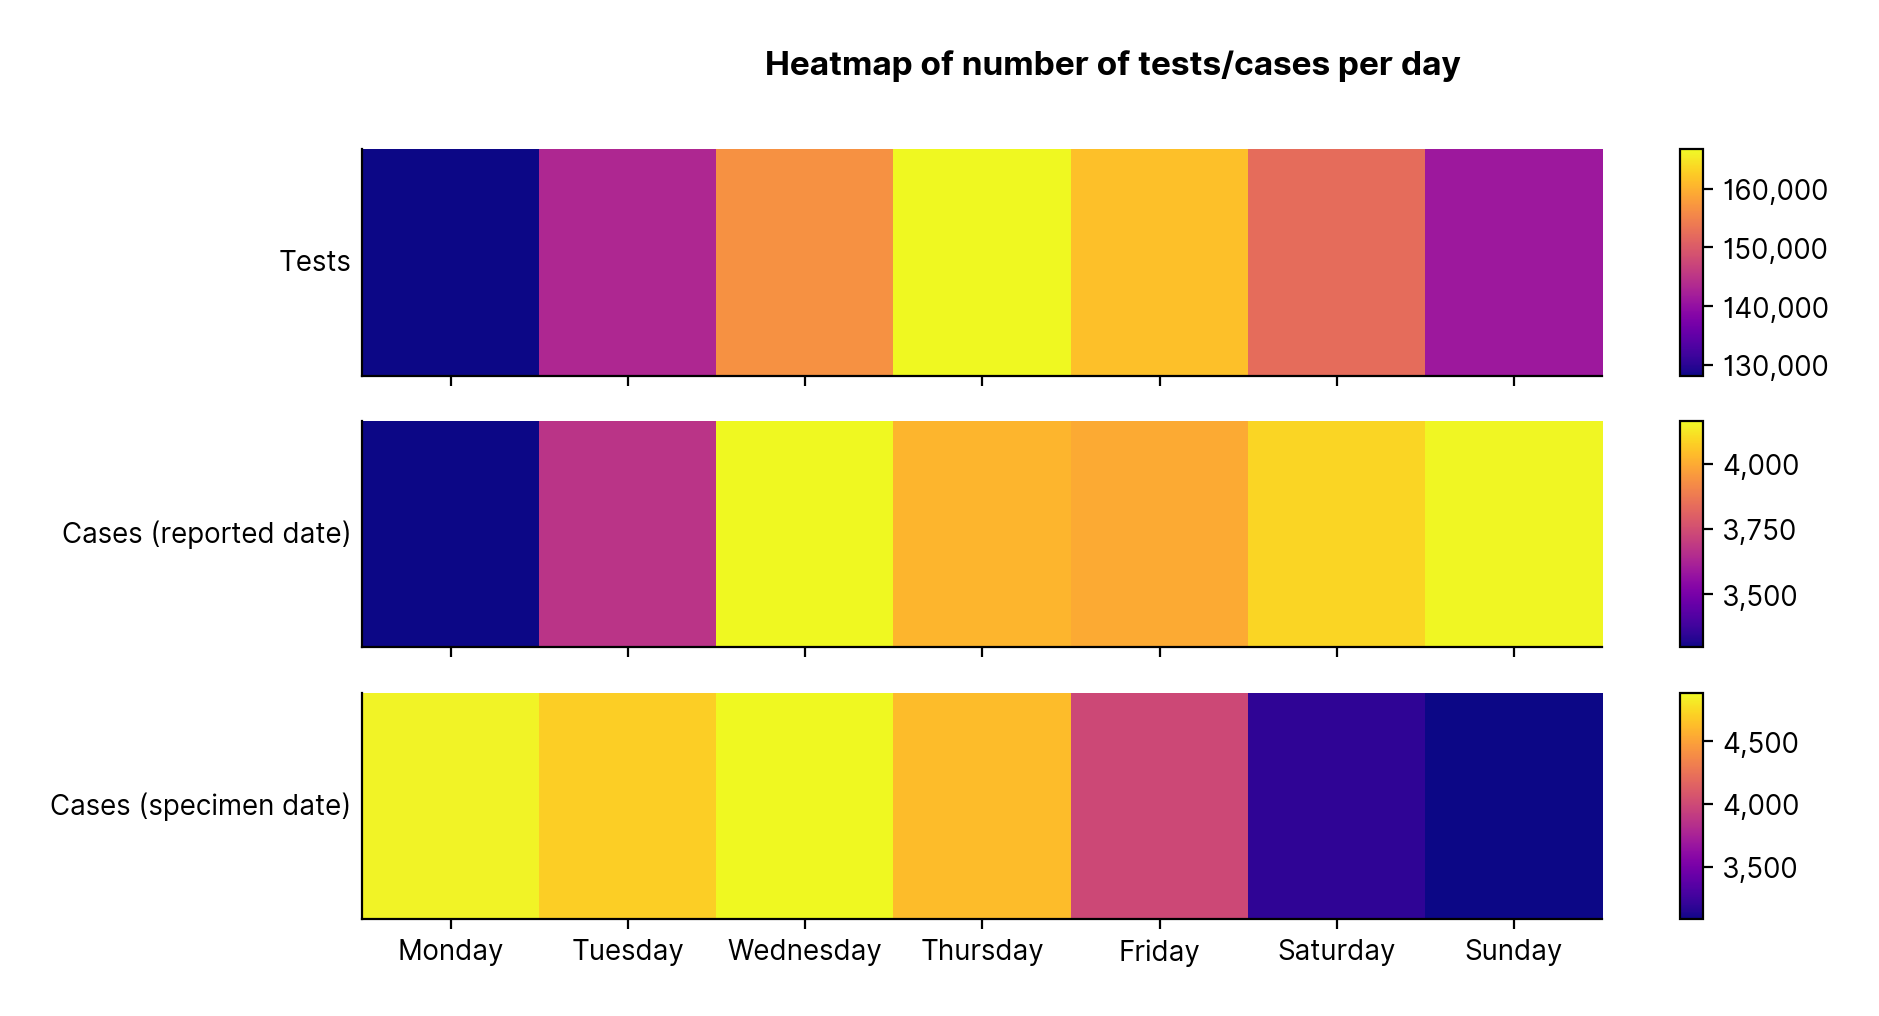 Heatmap of number of tests/cases per day
Tests
160,000
150,000
140,000
130,000
Cases (reported date)
4,000
3,750
3,500
Cases (specimen date)
4,500
4,000
3,500
Monday Tuesday Wednesday Thursday Friday Saturday Sunday